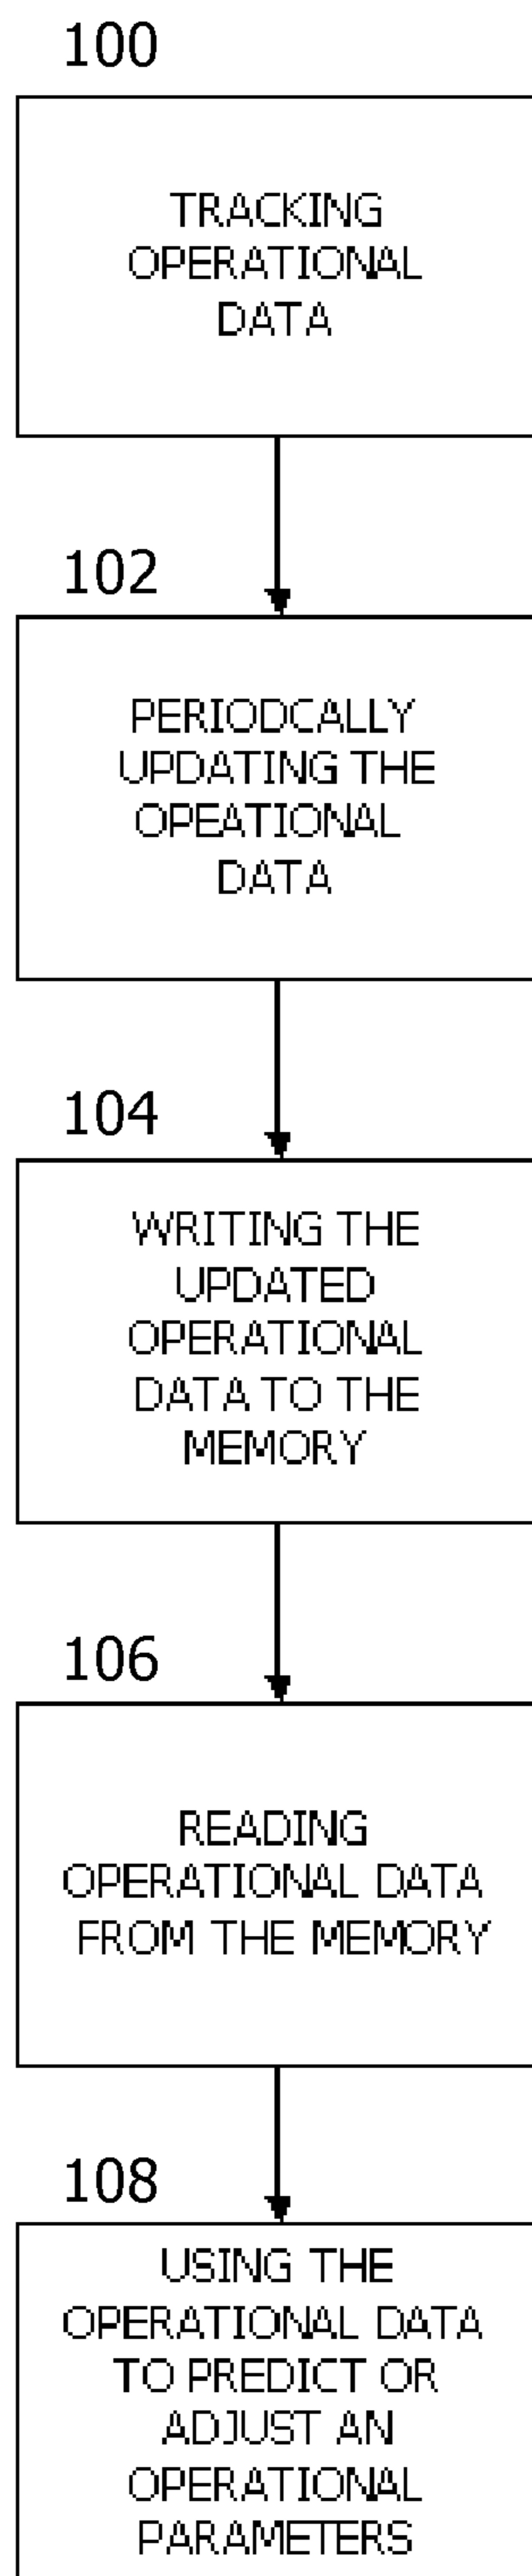 100
TRACKING
OPERATIONAL
DATA
102
PERIODCALLY
UPDATING THE
OPEATIONAL
DATA
104
WRITING THE
UPDATED
OPERATIONAL
DATA TO THE
MEMORY
106
READING
OPERATIONAL DATA
FROM THE MEMORY
108
USING THE
OPERATIONAL DATA
TO PREDICT OR
ADJUST AN
OPERATIONAL
PARAMETERS